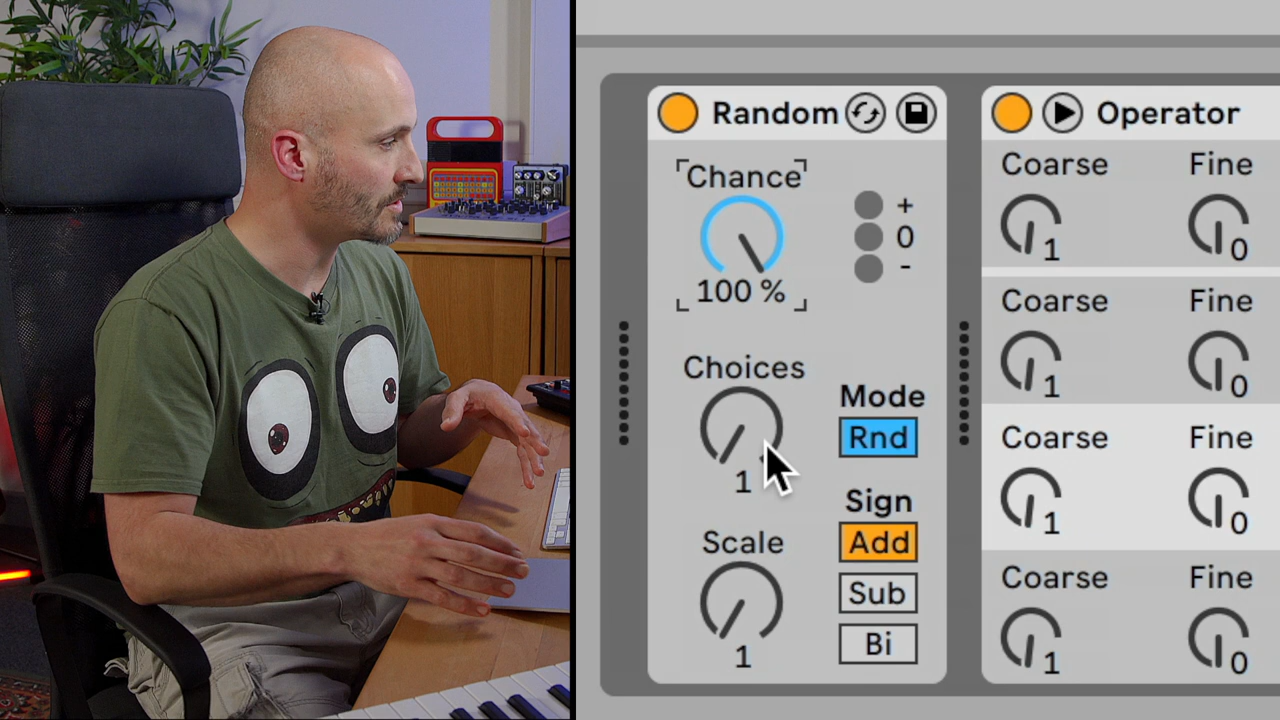 Random
Operator
Chance
100 %
+
0
-
Choices
1
Scale
1
Mode
Rnd
Sign
Add
Sub
Bi
Coarse Fine
1 0
Coarse Fine
1 0
Coarse Fine
1 0
Coarse Fine
1 0